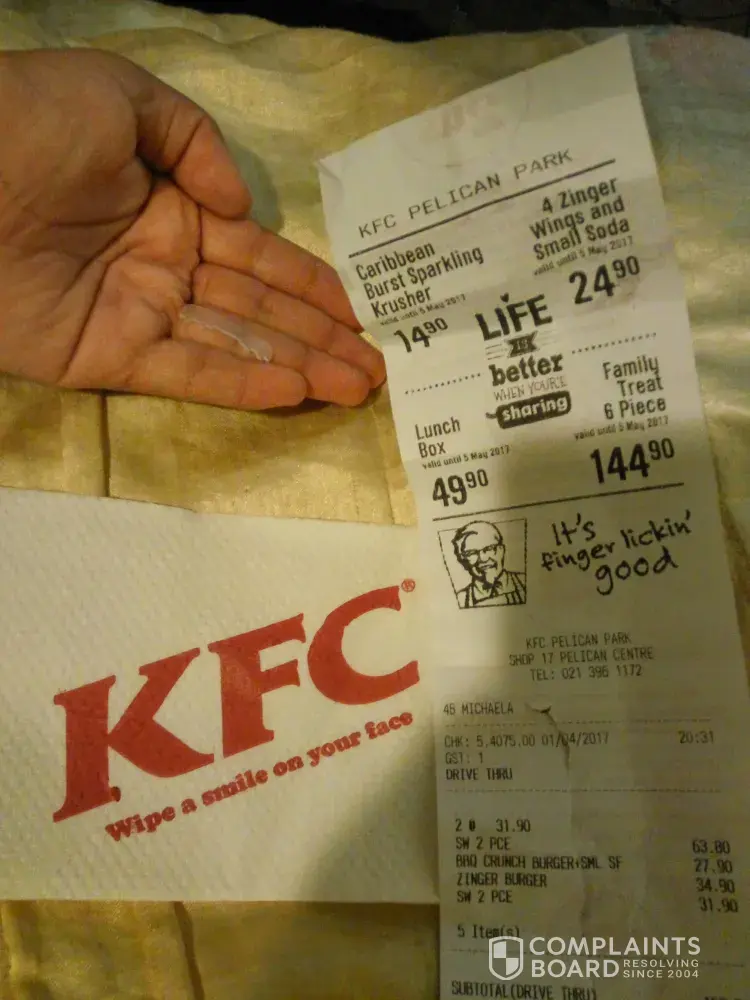 KFC PELICAN PARK
Caribbean
Burst Sparkling
Krusher
valid until 5 May 2017
14 90
4 Zinger
Wings and
Small Soda
valid until 5 May 2017
24 90
LIFE
IS
better
WHEN YOU'RE
sharing
Lunch
Box
valid until 5 May 2017
49 90
Family
Treat
6 Piece
valid until 5 May 2017
144 90
It's
finger lickin'
good
KFC PELICAN PARK
SHOP 17 PELICAN CENTRE
TEL: 021 396 1172
45 MICHAELA
CHK: 5.4075.00 01/04/2017 20:31
GST: 1
DRIVE THRU
2 @ 31.90
SW 2 PCE 63.80
BBQ CRUNCH BURGER+SML SF 27.90
ZINGER BURGER 34.90
SW 2 PCE 31.90
5 Item(s)
SUBTOTAL(DRIVE THRU)
KFC®
Wipe a smile on your face
COMPLAINTS
BOARD RESOLVING
SINCE 2004